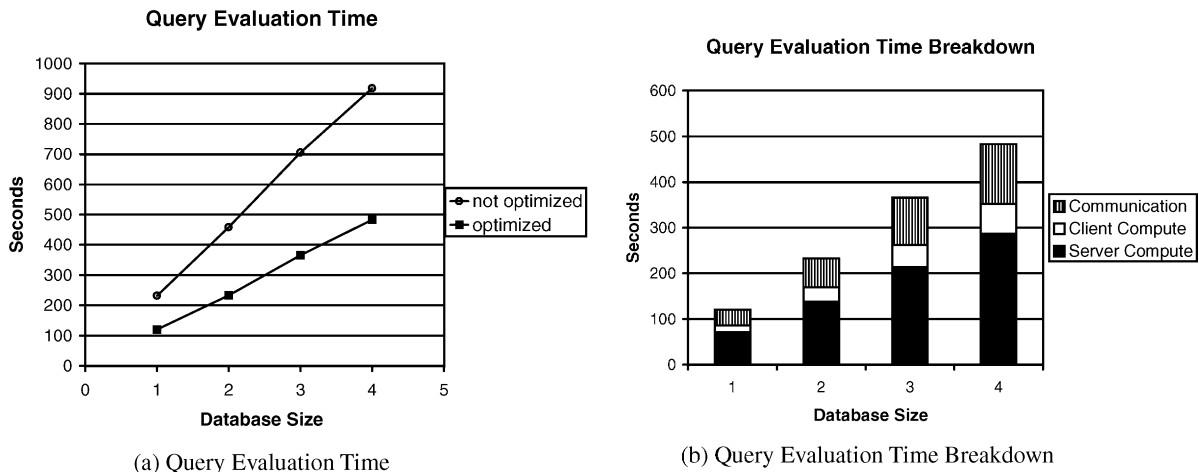 Query Evaluation Time
1000
900
800
700
600
500
400
300
200
100
0
Seconds
0 1 2 3 4 5
Database Size
not optimized
optimized
(a) Query Evaluation Time
Query Evaluation Time Breakdown
600
500
400
300
200
100
0
Seconds
1 2 3 4
Database Size
Communication
Client Compute
Server Compute
(b) Query Evaluation Time Breakdown